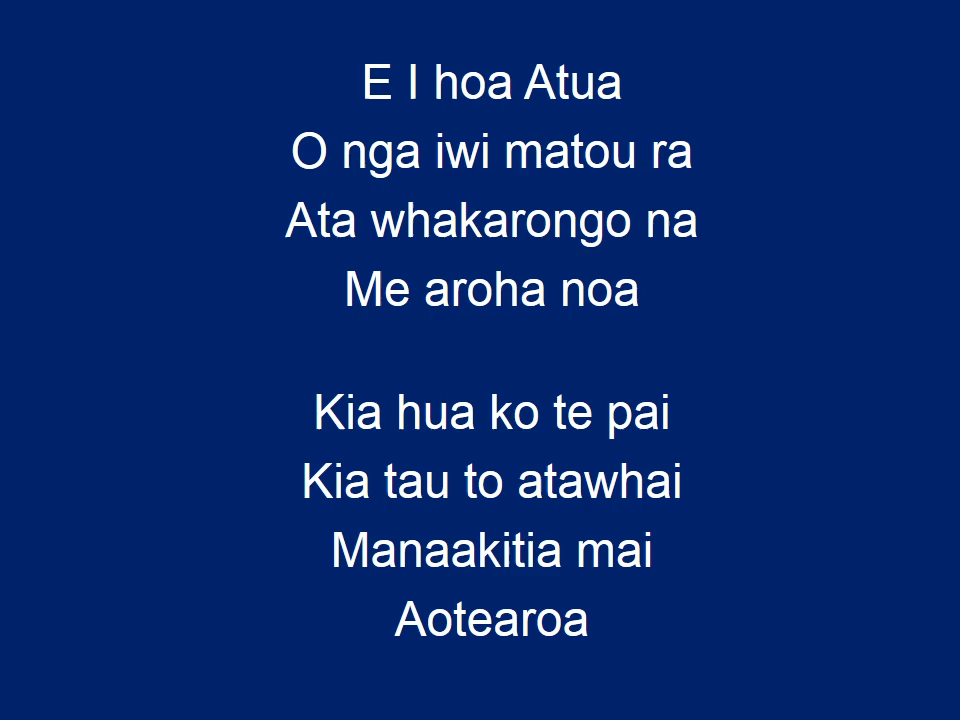 E I hoa Atua
O nga iwi matou ra
Ata whakarongo na
Me aroha noa
Kia hua ko te pai
Kia tau to atawhai
Manaakitia mai
Aotearoa